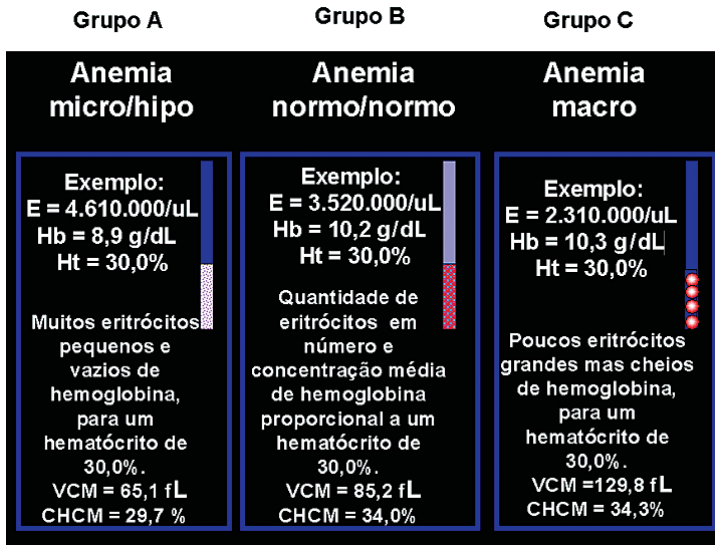 Grupo A
Anemia
micro/hipo
Exemplo:
E = 4.610.000/uL
Hb = 8,9 g/dL
Ht = 30,0%
Muitos eritrócitos
pequenos e
vazios de
hemoglobina,
para um
hematócrito de
30,0%.
VCM = 65,1 fL
CHCM = 29,7 %
Grupo B
Anemia
normo/normo
Exemplo:
E = 3.520.000/uL
Hb = 10,2 g/dL
Ht = 30,0%
Quantidade de
eritrócitos em
número e
concentração média
de hemoglobina
proporcional a um
hematócrito de
30,0%.
VCM = 85,2 fL
CHCM = 34,0%
Grupo C
Anemia
macro
Exemplo:
E = 2.310.000/uL
Hb = 10,3 g/dL
Ht = 30,0%
Poucos eritrócitos
grandes mas cheios
de hemoglobina,
para um
hematócrito de
30,0%.
VCM =129,8 fL
CHCM = 34,3%